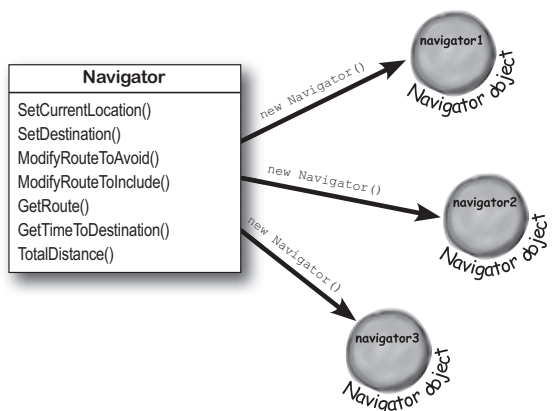 Navigator
SetCurrentLocation()
SetDestination()
ModifyRouteToAvoid()
ModifyRouteToInclude()
GetRoute()
GetTimeToDestination()
TotalDistance()
new Navigator()
navigator1
Navigator object
new Navigator()
navigator2
Navigator object
new Navigator()
navigator3
Navigator object